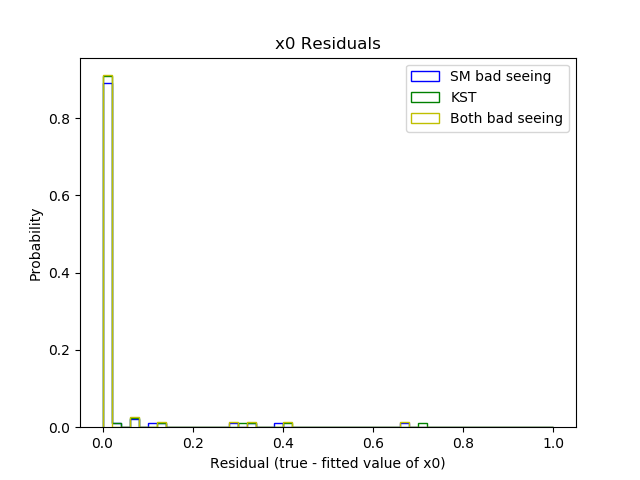 x0 Residuals
SM bad seeing
KST
Both bad seeing
Probability
0.8
0.6
0.4
0.2
0.0
0.0 0.2 0.4 0.6 0.8 1.0
Residual (true - fitted value of x0)